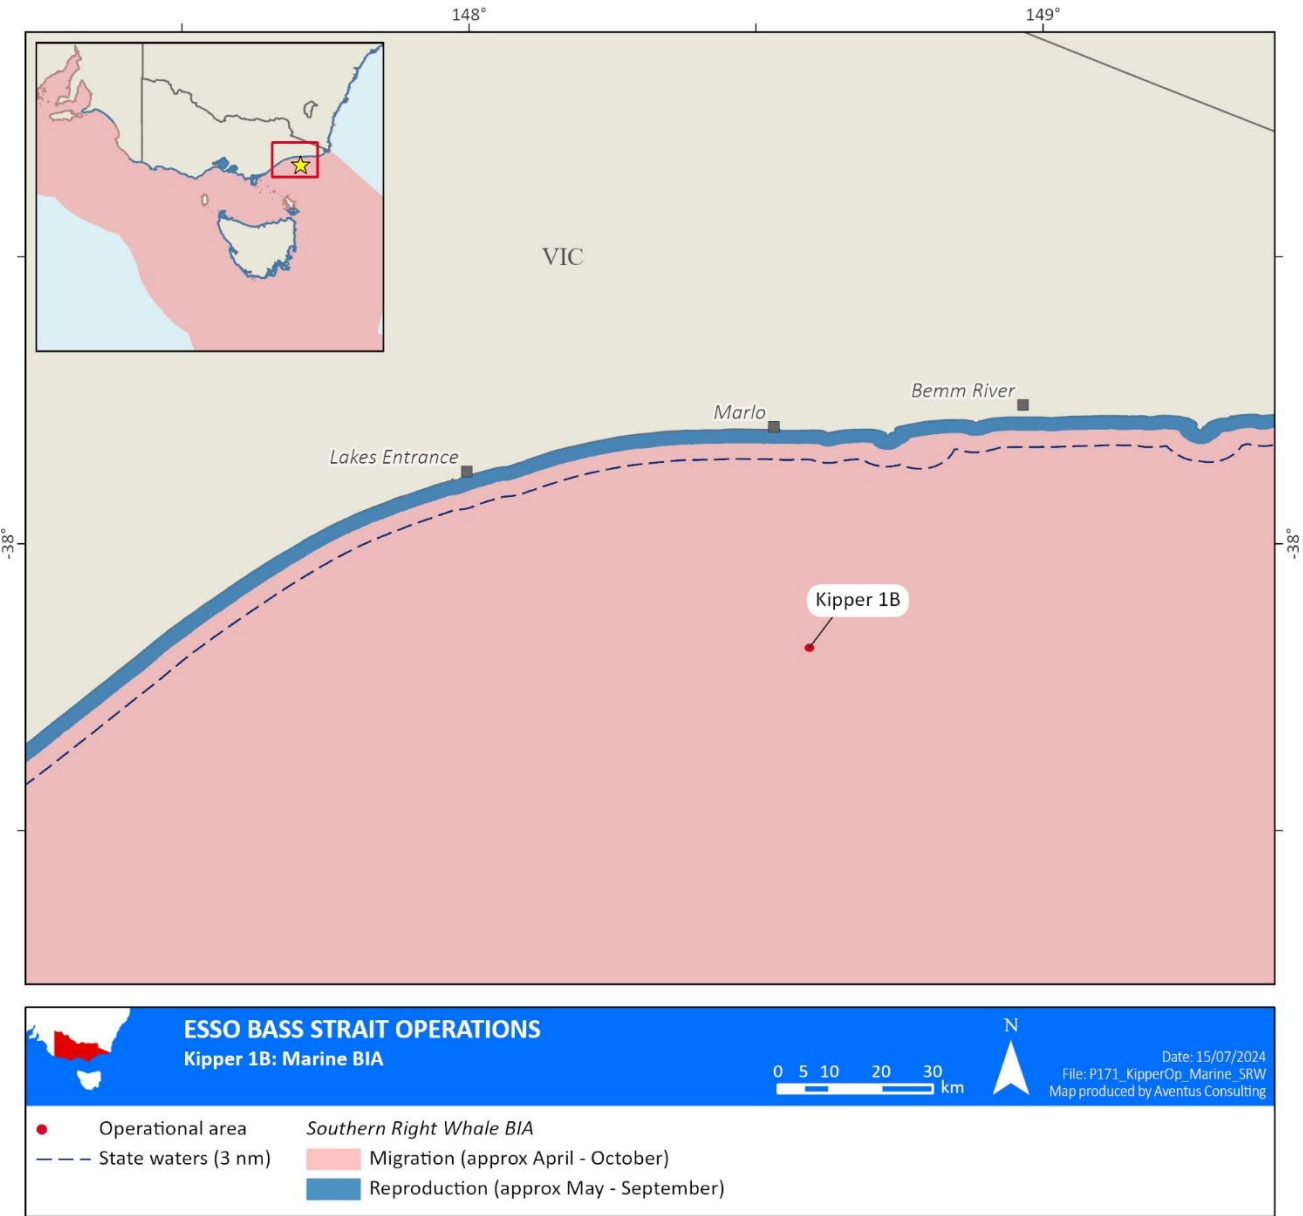 148°
149°
VIC
Bemm River
Marlo
Lakes Entrance
-38°
-38°
Kipper 1B
ESSO BASS STRAIT OPERATIONS
Kipper 1B: Marine BIA
0 5 10 20 30
km
N
Date: 15/07/2024
File: P171_KipperOp_Marine_SRW
Map produced by Aventus Consulting
Operational area
State waters (3 nm)
Southern Right Whale BIA
Migration (approx April - October)
Reproduction (approx May - September)